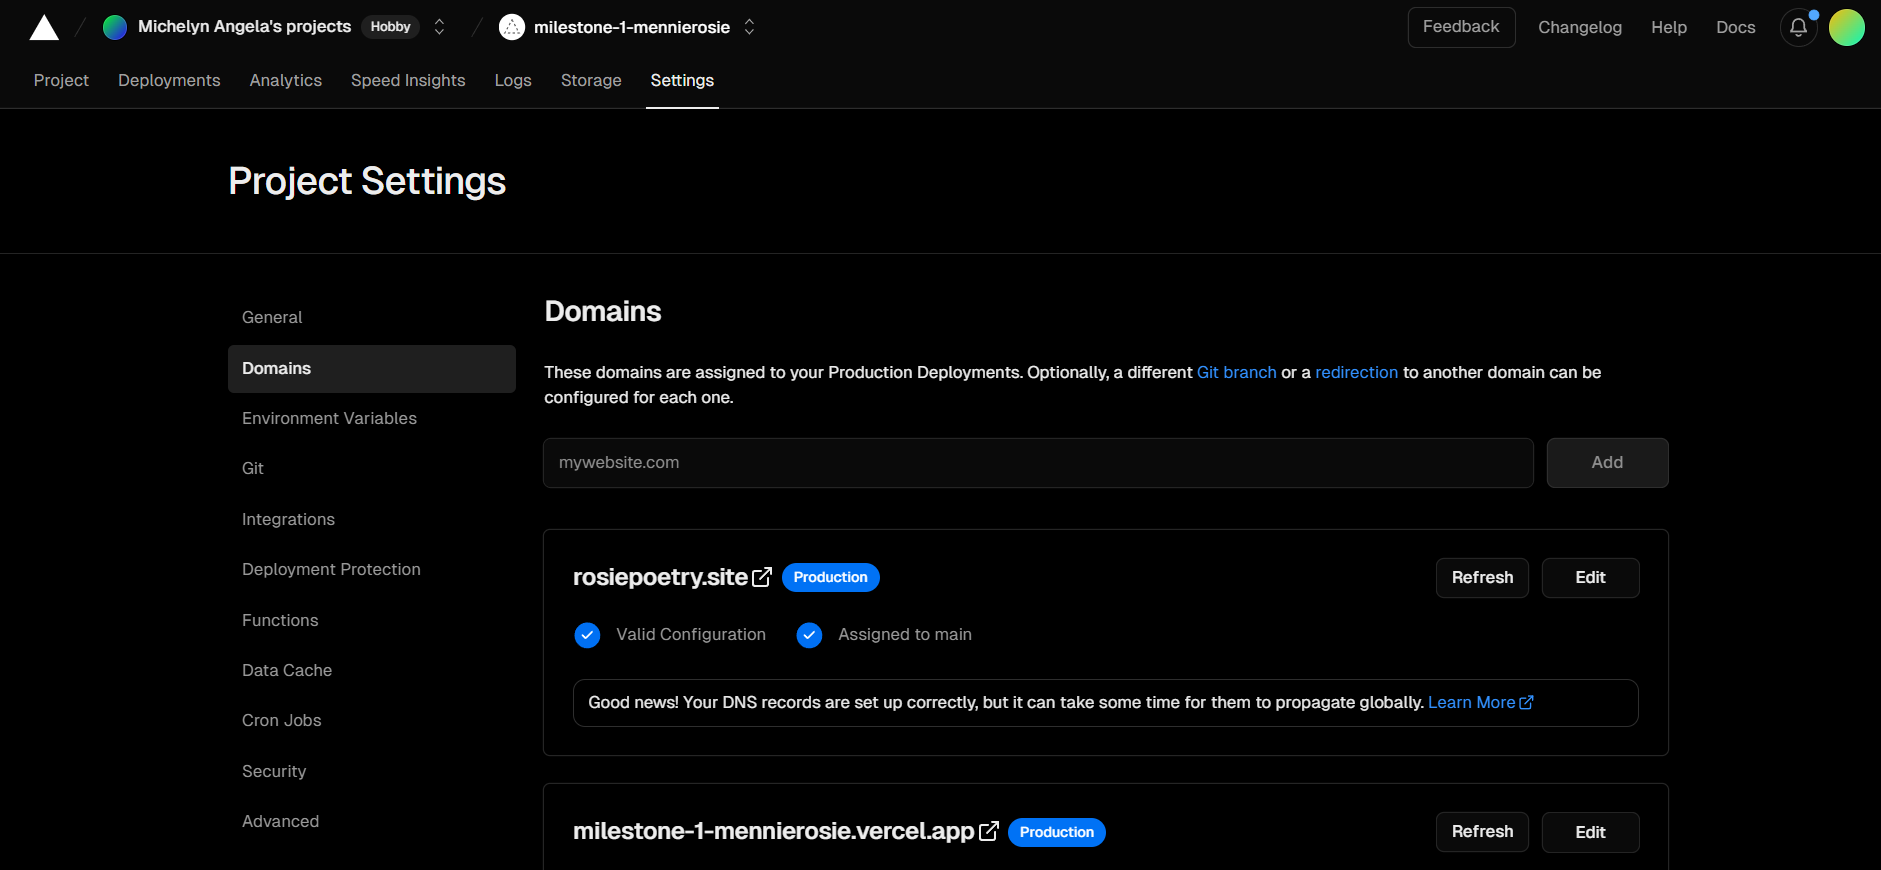 Michelyn Angela's projects Hobby milestone-1-mennierosie Feedback Changelog Help Docs
Project Deployments Analytics Speed Insights Logs Storage Settings
Project Settings
General
Domains
Environment Variables
Git
Integrations
Deployment Protection
Functions
Data Cache
Cron Jobs
Security
Advanced
Domains
These domains are assigned to your Production Deployments. Optionally, a different Git branch or a redirection to another domain can be
configured for each one.
mywebsite.com Add
rosiepoetry.site Production Refresh Edit
Valid Configuration Assigned to main
Good news! Your DNS records are set up correctly, but it can take some time for them to propagate globally. Learn More
milestone-1-mennierosie.vercel.app Production Refresh Edit